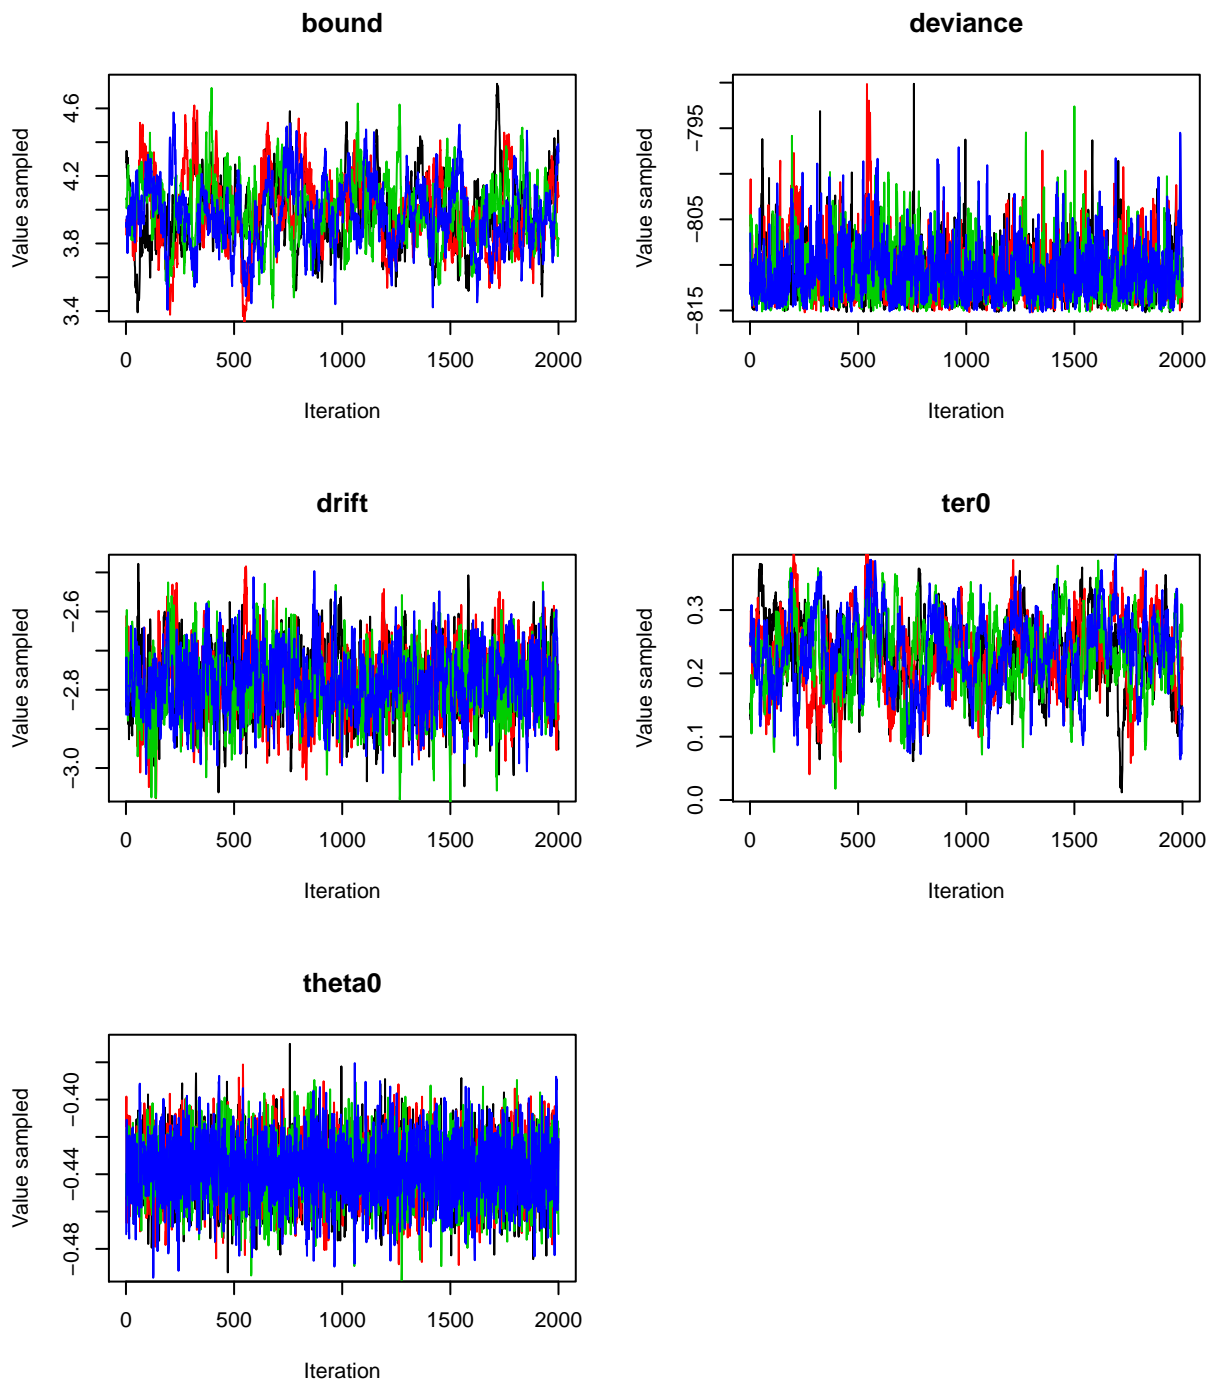 bound
Value sampled
3.4 3.8 4.2 4.6
0 500 1000 1500 2000
Iteration
deviance
Value sampled
−815 −805 −795
0 500 1000 1500 2000
Iteration
drift
Value sampled
−3.0 −2.8 −2.6
0 500 1000 1500 2000
Iteration
ter0
Value sampled
0.0 0.1 0.2 0.3
0 500 1000 1500 2000
Iteration
theta0
Value sampled
−0.48 −0.44 −0.40
0 500 1000 1500 2000
Iteration